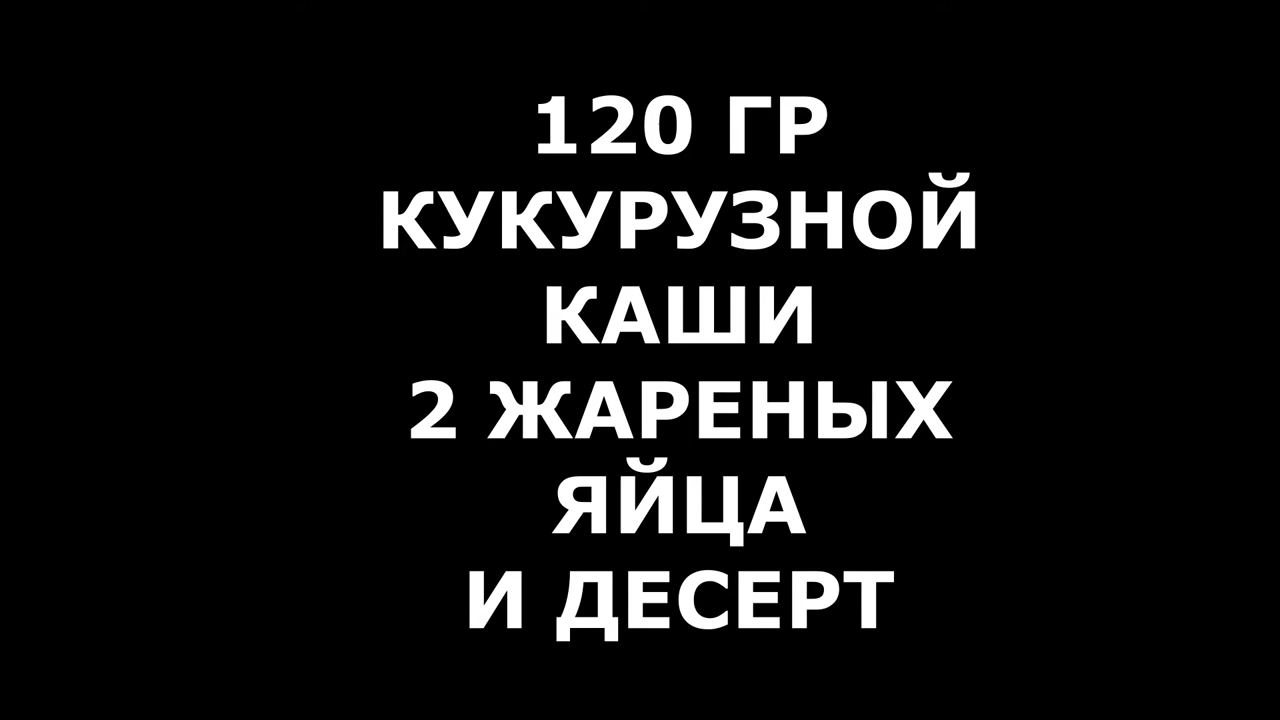 120 ГР
КУКУРУЗНОЙ
КАШИ
2 ЖАРЕНЫХ
ЯЙЦА
И ДЕСЕРТ